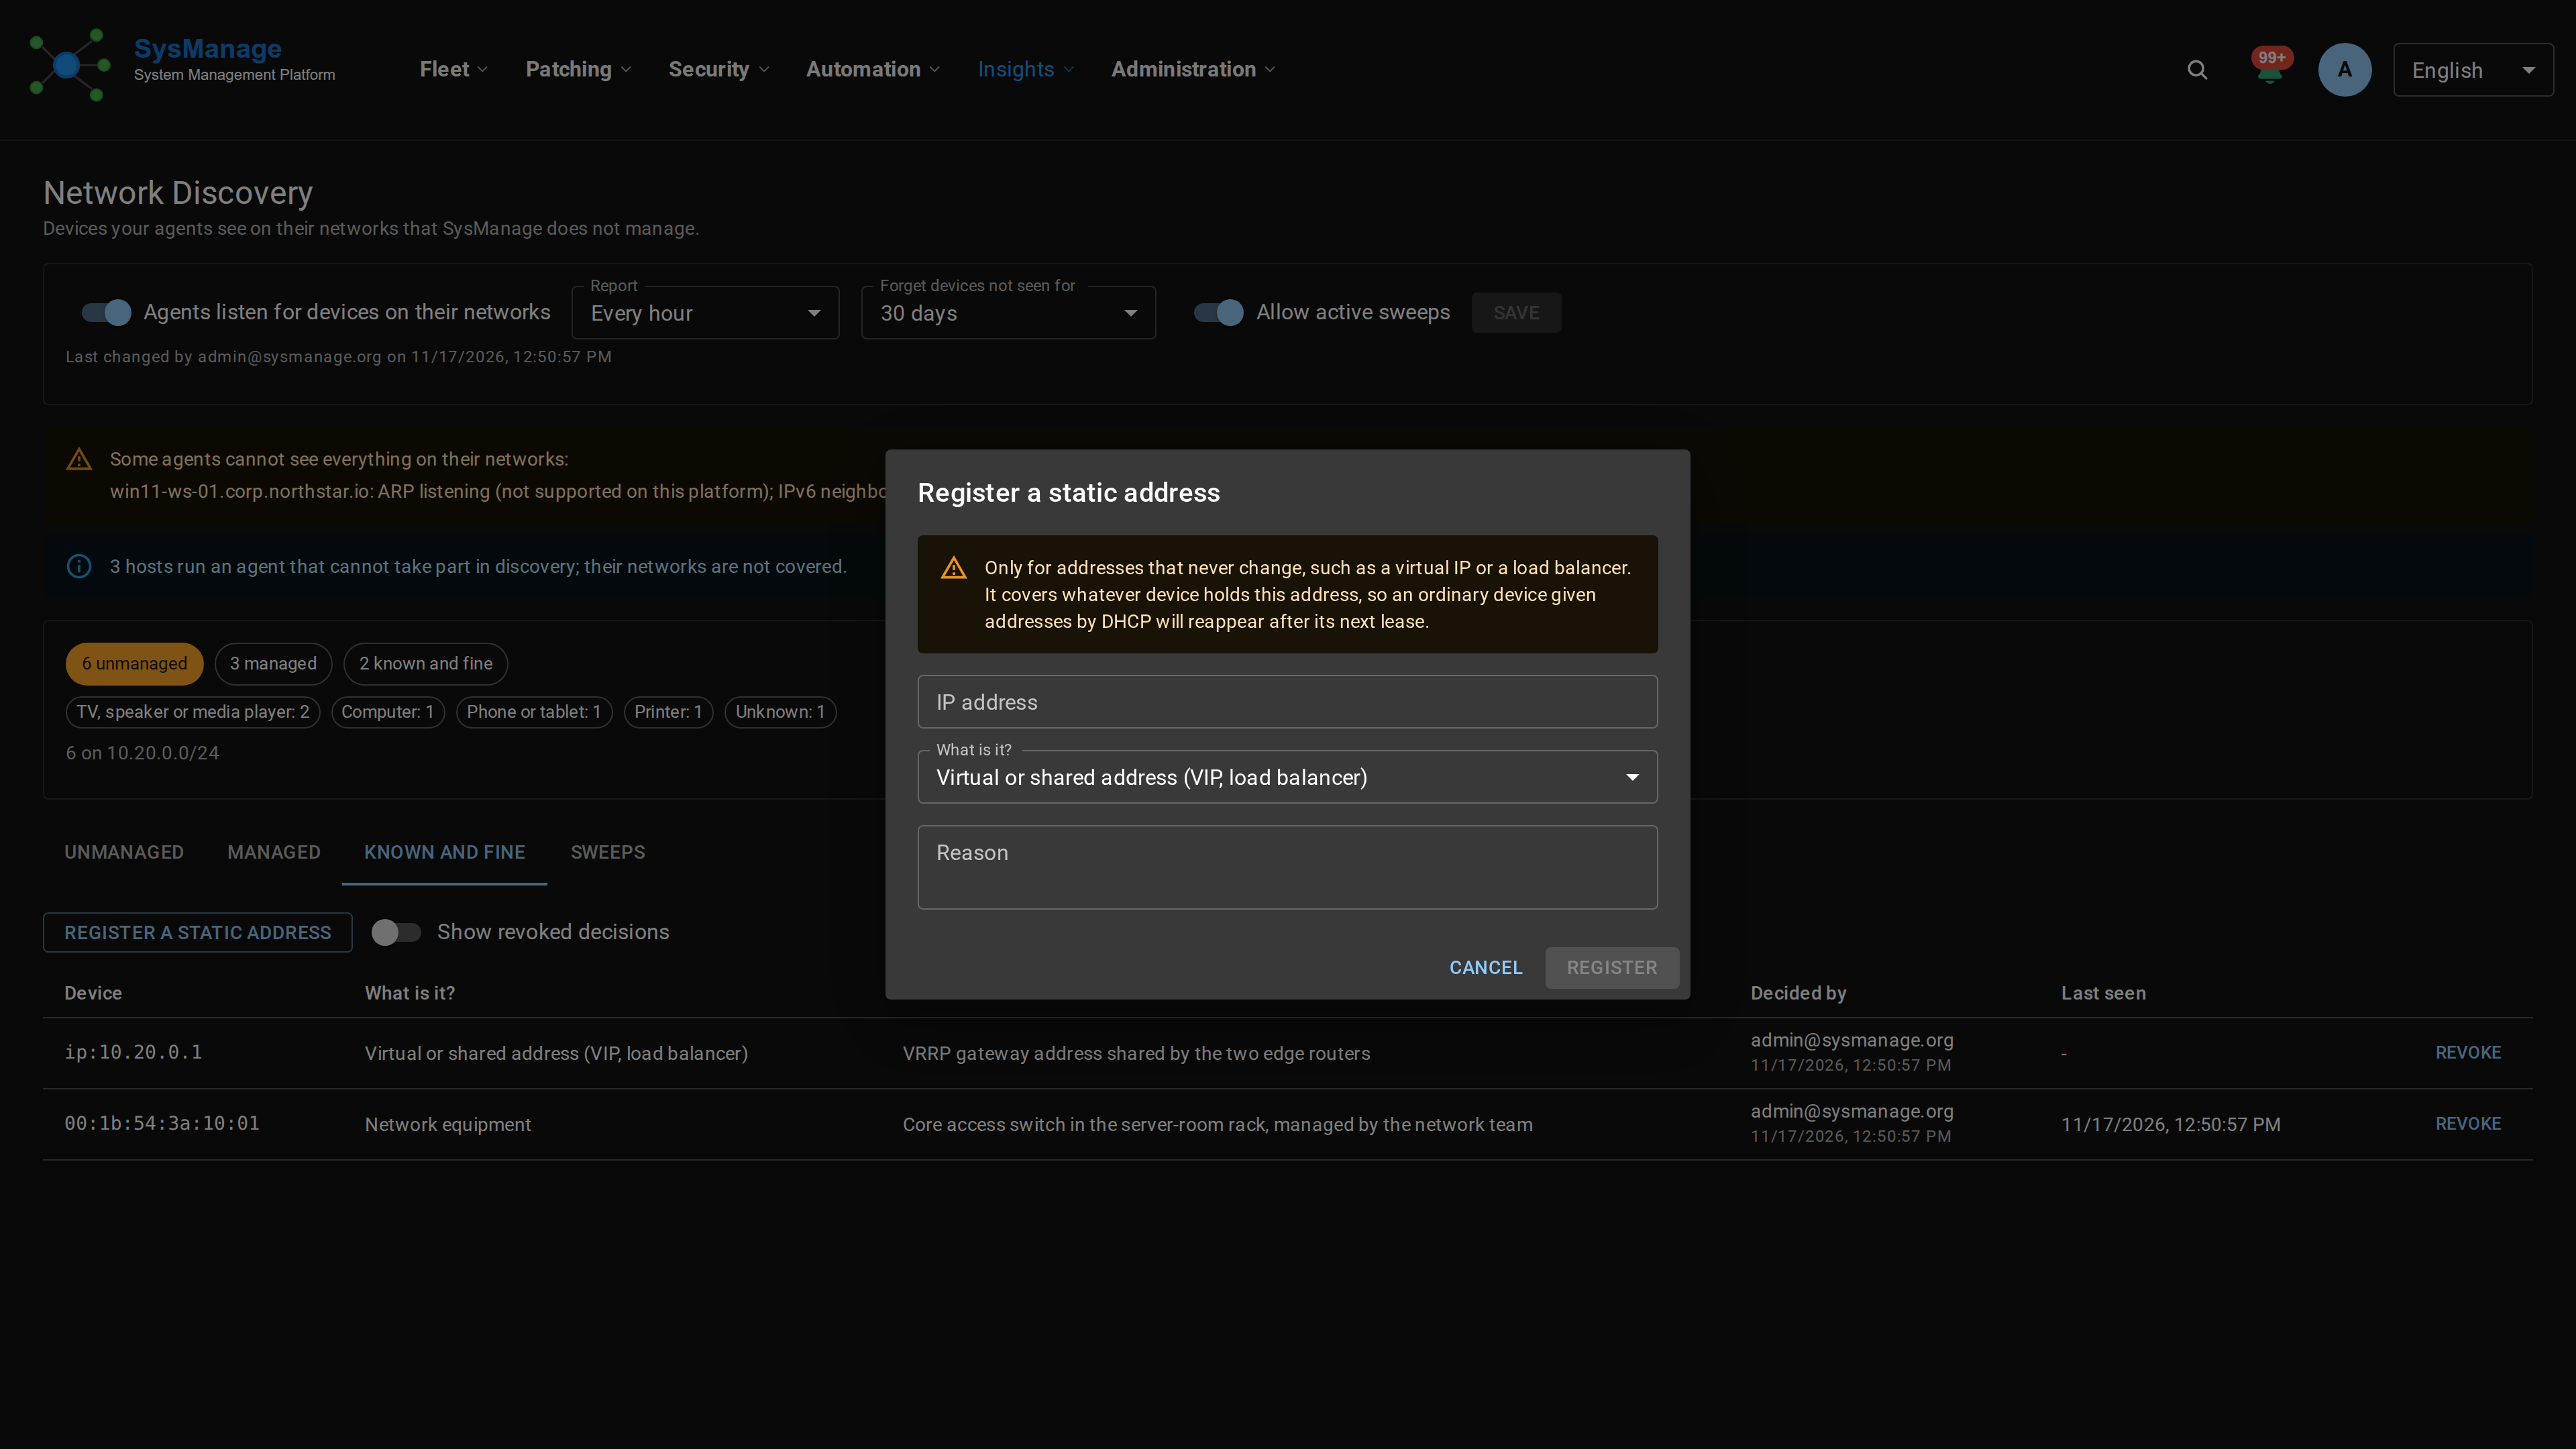 SysManage
System Management Platform
Fleet
Patching
Security
Automation
Insights
Administration
99+
A
English
Network Discovery
Devices your agents see on their networks that SysManage does not manage.
Agents listen for devices on their networks
Report
Every hour
Forget devices not seen for
30 days
Allow active sweeps
SAVE
Last changed by admin@sysmanage.org on 11/17/2026, 12:50:57 PM
Some agents cannot see everything on their networks:
win11-ws-01.corp.northstar.io: ARP listening (not supported on this platform); IPv6
3 hosts run an agent that cannot take part in discovery; their networks are not covered.
6 unmanaged
3 managed
2 known and fine
TV, speaker or media player: 2
Computer: 1
Phone or tablet: 1
Printer: 1
Unknown: 1
6 on 10.20.0.0/24
UNMANAGED
MANAGED
KNOWN AND FINE
SWEEPS
REGISTER A STATIC ADDRESS
Show revoked decisions
Device
What is it?
Decided by
Last seen
ip:10.20.0.1
Virtual or shared address (VIP, load balancer)
VRRP gateway address shared by the two edge routers
admin@sysmanage.org
11/17/2026, 12:50:57 PM
-
REVOKE
00:1b:54:3a:10:01
Network equipment
Core access switch in the server-room rack, managed by the network team
admin@sysmanage.org
11/17/2026, 12:50:57 PM
11/17/2026, 12:50:57 PM
REVOKE
Register a static address
Only for addresses that never change, such as a virtual IP or a load balancer.
It covers whatever device holds this address, so an ordinary device given
addresses by DHCP will reappear after its next lease.
IP address
What is it?
Virtual or shared address (VIP, load balancer)
Reason
CANCEL
REGISTER